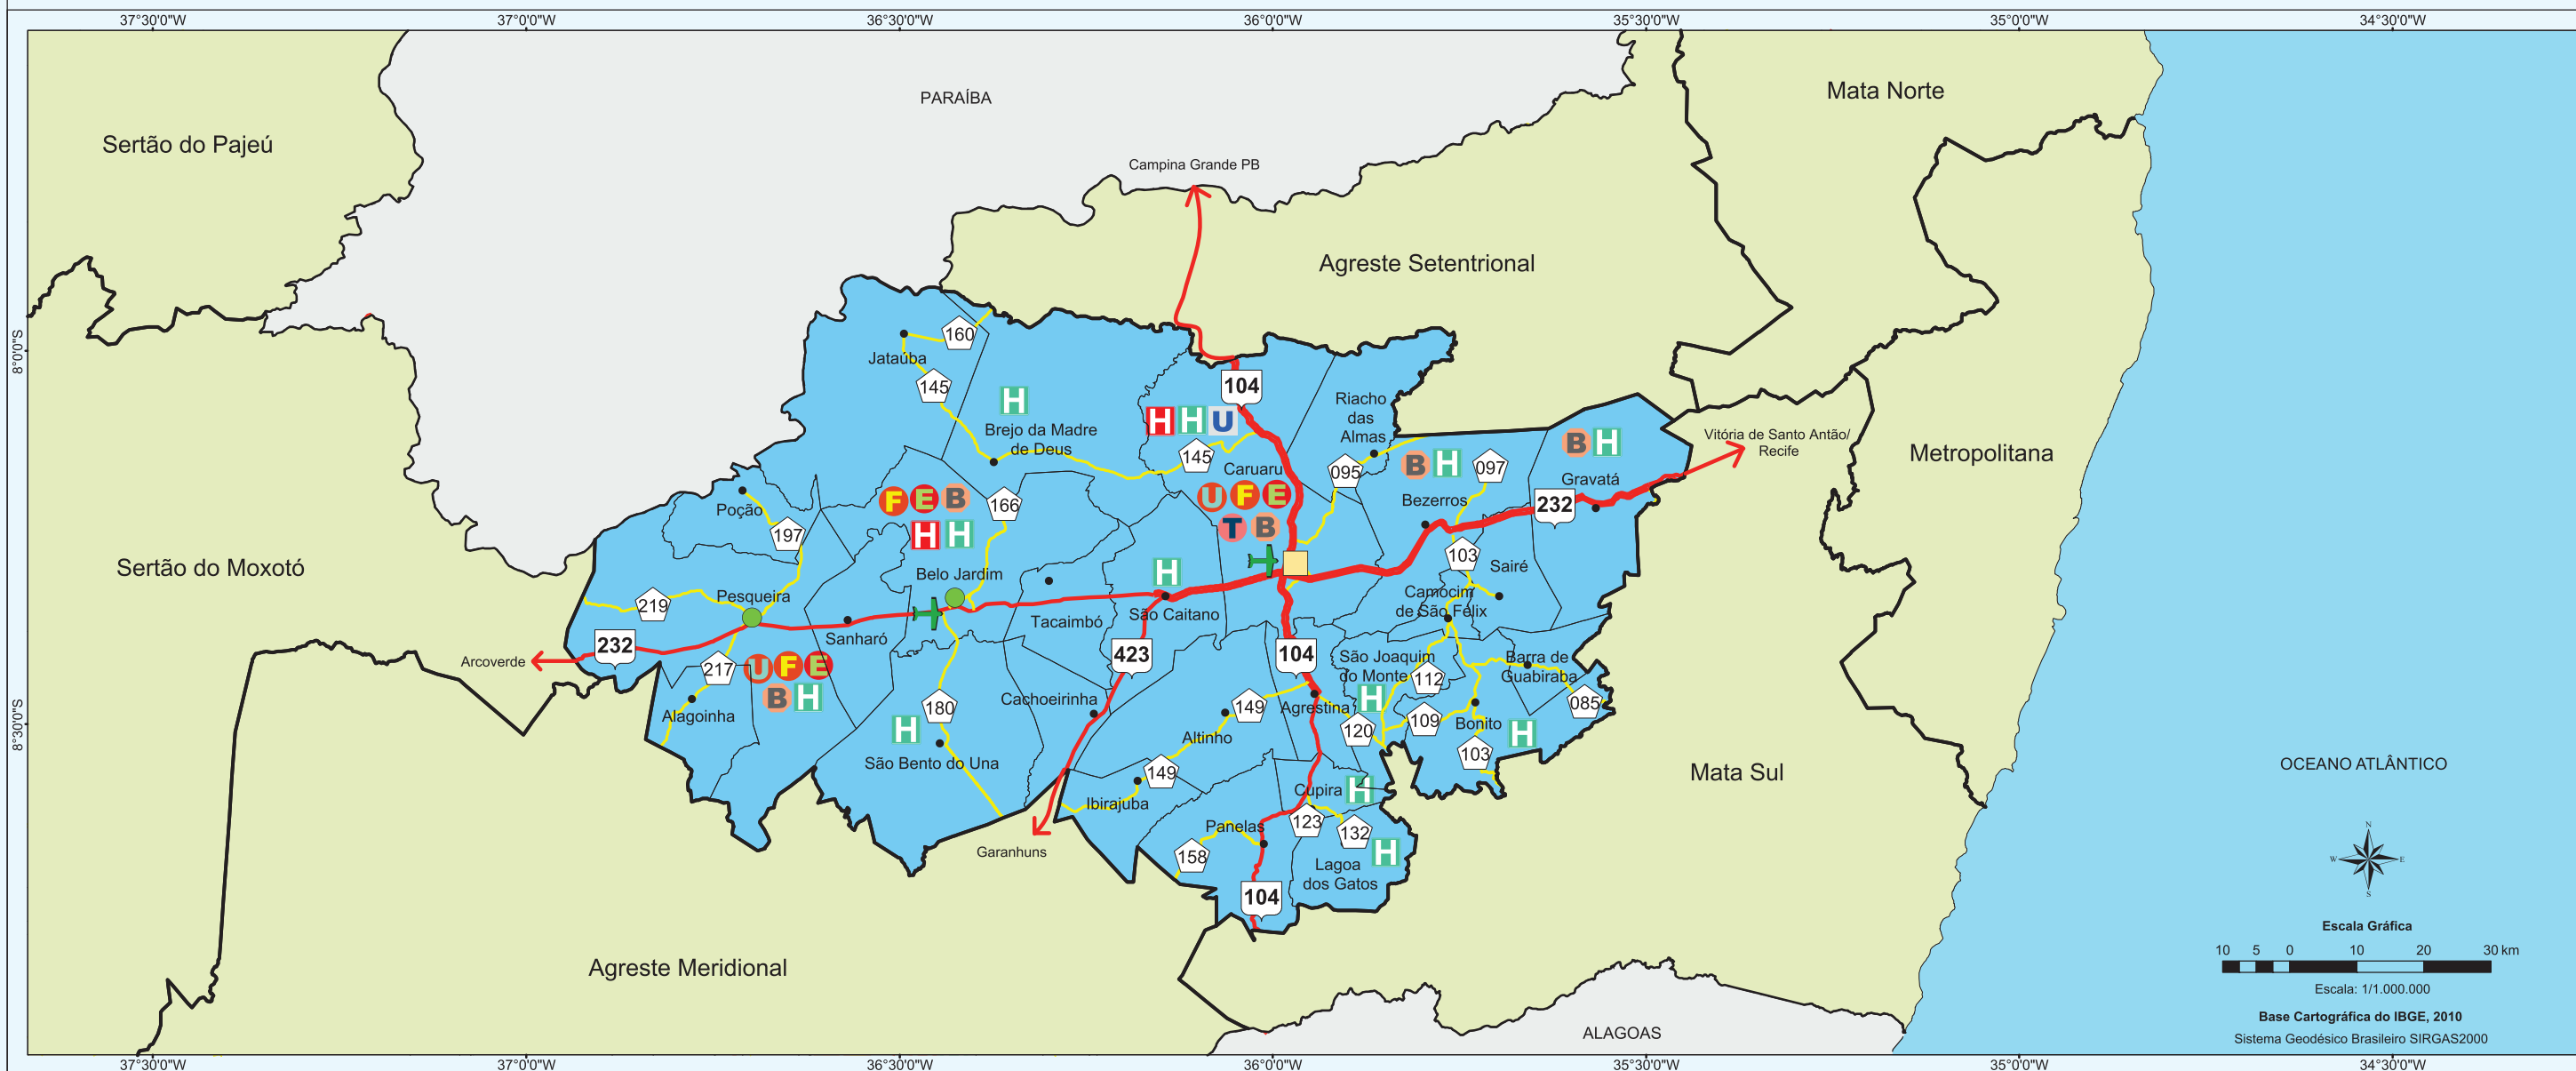 37°30'0"W
37°0'0"W
36°30'0"W
36°0'0"W
35°30'0"W
35°0'0"W
34°30'0"W
PARAÍBA
Mata Norte
Sertão do Pajeú
Campina Grande PB
Agreste Setentrional
8°0'0"S
160
Jataúba
145
104
H
Brejo da Madre
de Deus
H H U
145
Caruaru
U F E
T B
Riacho
das
Almas
095
B H
097
Bezerros
B H
Gravatá
232
Vitória de Santo Antão/
Recife
Metropolitana
Poção
197
F E B
H H
166
Belo Jardim
Sertão do Moxotó
219
Pesqueira
Sanharó
Tacaimbó
H
São Caitano
103
Sairé
Camocim
de São Félix
Arcoverde
232
217
U F E
B H
Alagoinha
423
104
São Joaquim
do Monte
H
112
Barra de
Guabiraba
085
Cachoeirinha
180
H
São Bento do Una
149
Agrestina
Altinho
120
109
Bonito
H
103
149
Ibirajuba
Cupira
H
Mata Sul
OCEANO ATLÂNTICO
Panelas
123
132
H
158
Lagoa
dos Gatos
Garanhuns
104
Agreste Meridional
ALAGOAS
8°30'0"S
N
W E
S
Escala Gráfica
10 5 0 10 20 30 km
Escala: 1/1.000.000
Base Cartográfica do IBGE, 2010
Sistema Geodésico Brasileiro SIRGAS2000
37°30'0"W
37°0'0"W
36°30'0"W
36°0'0"W
35°30'0"W
35°0'0"W
34°30'0"W